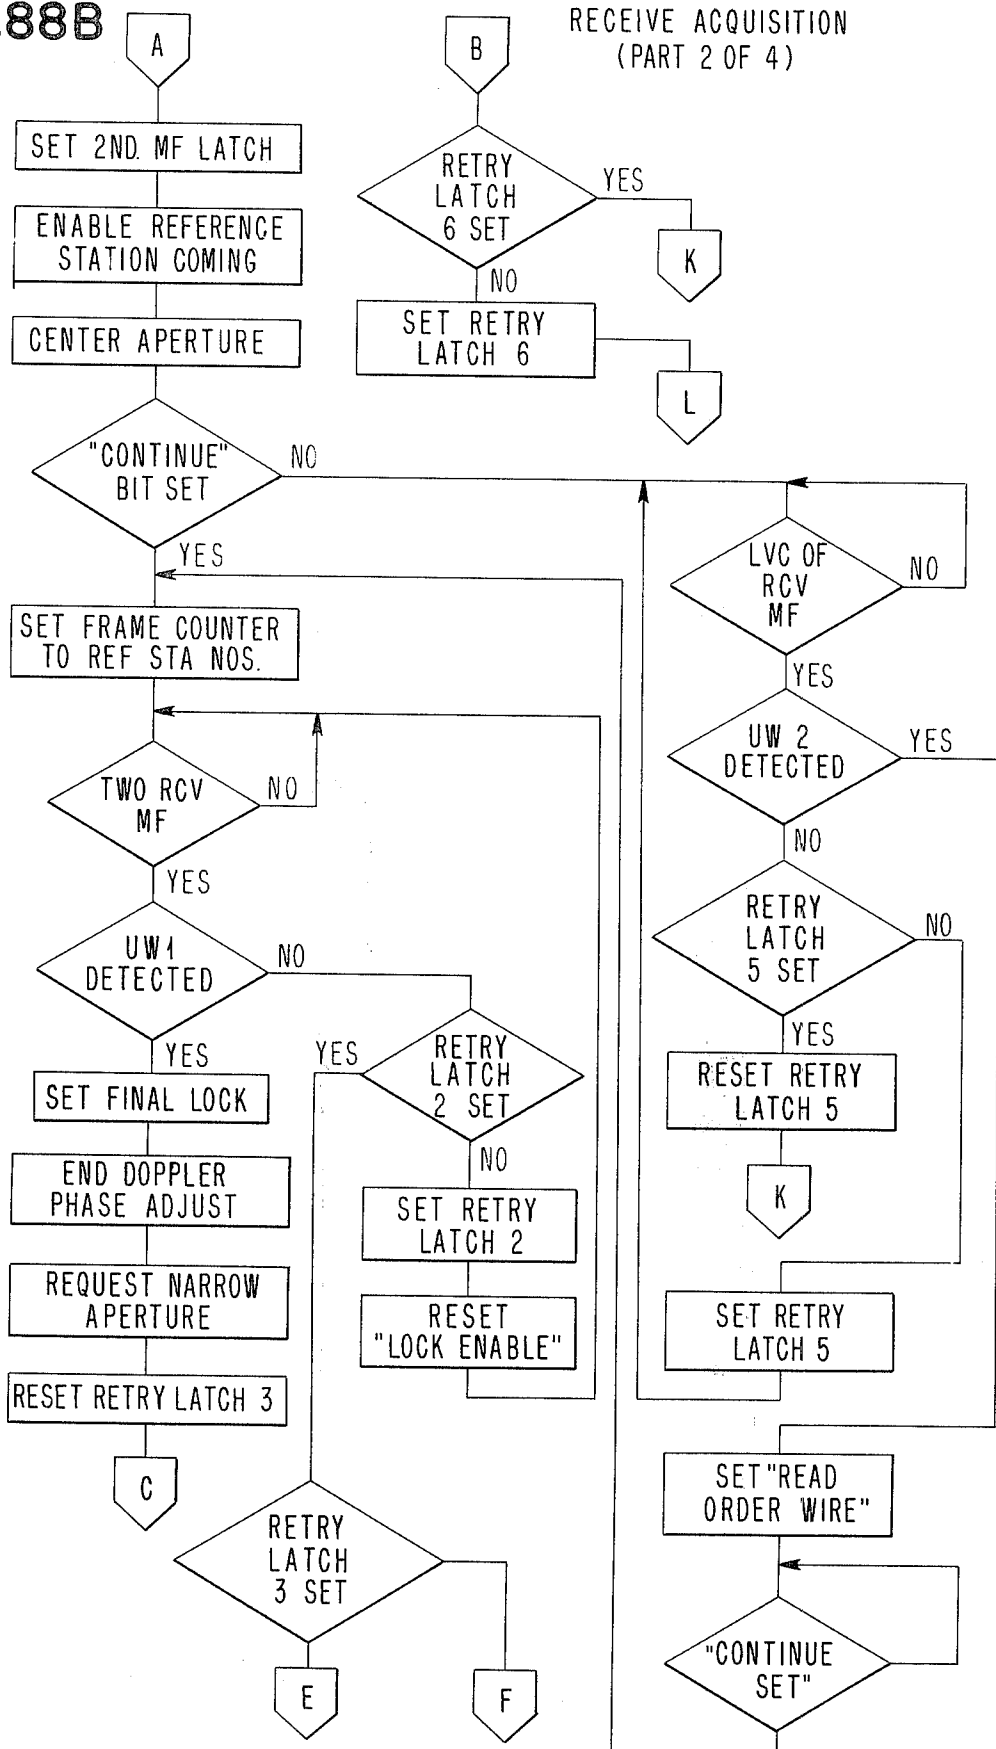 88B
RECEIVE ACQUISITION
(PART 2 OF 4)
A
SET 2ND. MF LATCH
ENABLE REFERENCE
STATION COMING
CENTER APERTURE
"CONTINUE"
BIT SET
NO
YES
SET FRAME COUNTER
TO REF STA NOS.
TWO RCV
MF
NO
YES
UW1
DETECTED
NO
YES
SET FINAL LOCK
END DOPPLER
PHASE ADJUST
REQUEST NARROW
APERTURE
RESET RETRY LATCH 3
C
B
RETRY
LATCH
6 SET
YES
K
NO
SET RETRY
LATCH 6
L
RETRY
LATCH
2 SET
YES
NO
SET RETRY
LATCH 2
RESET
"LOCK ENABLE"
RETRY
LATCH
3 SET
E
F
LVC OF
RCV
MF
NO
YES
UW 2
DETECTED
YES
NO
RETRY
LATCH
5 SET
NO
YES
RESET RETRY
LATCH 5
K
SET RETRY
LATCH 5
SET "READ
ORDER WIRE"
"CONTINUE
SET"